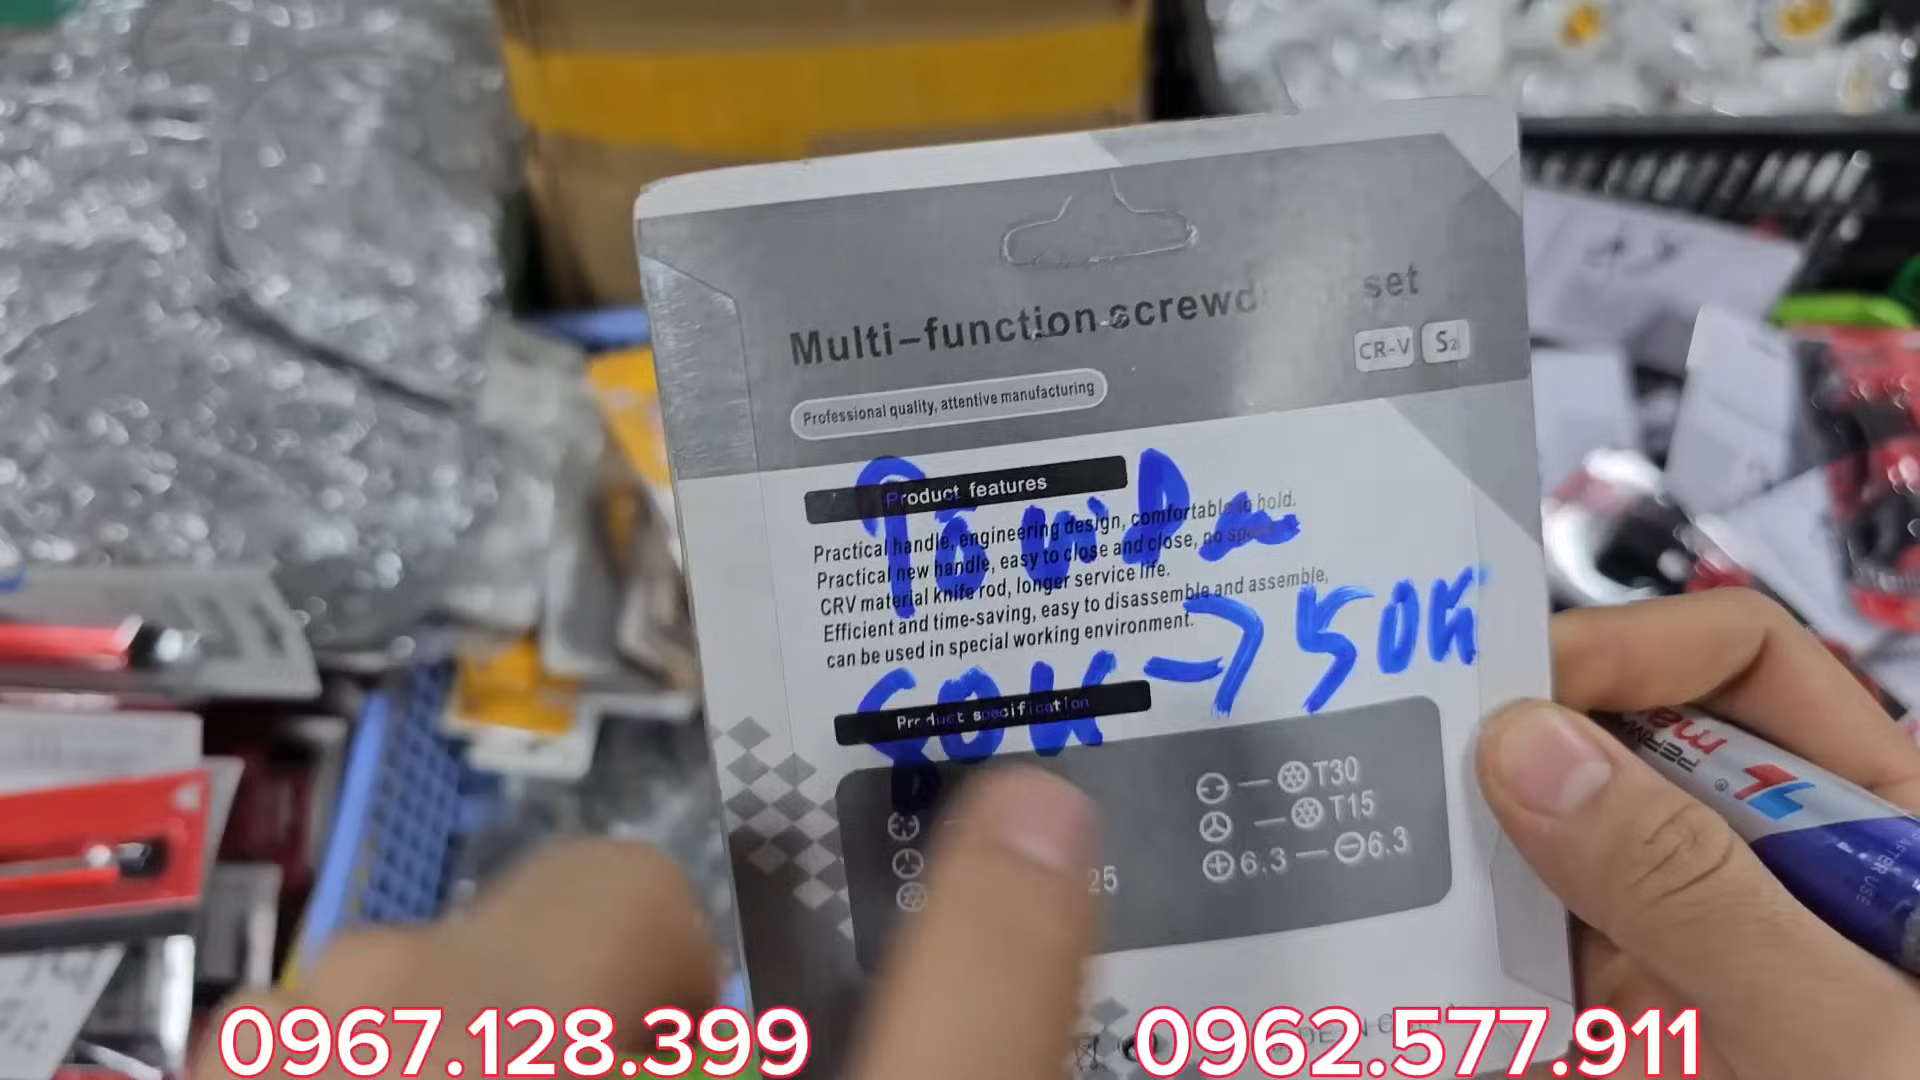 Multi-function screwd set
CR-V S2
Professional quality, attentive manufacturing
Product features
Practical handle, engineering design, comfortable to hold.
Practical new handle, easy to close and close, no
CRV material knife rod, longer service life.
Efficient and time-saving, easy to disassemble and assemble,
can be used in special working environment.
80K → 50K
Product specification
T30
T15
25
6.3 — 6.3
0967.128.399
0962.577.911